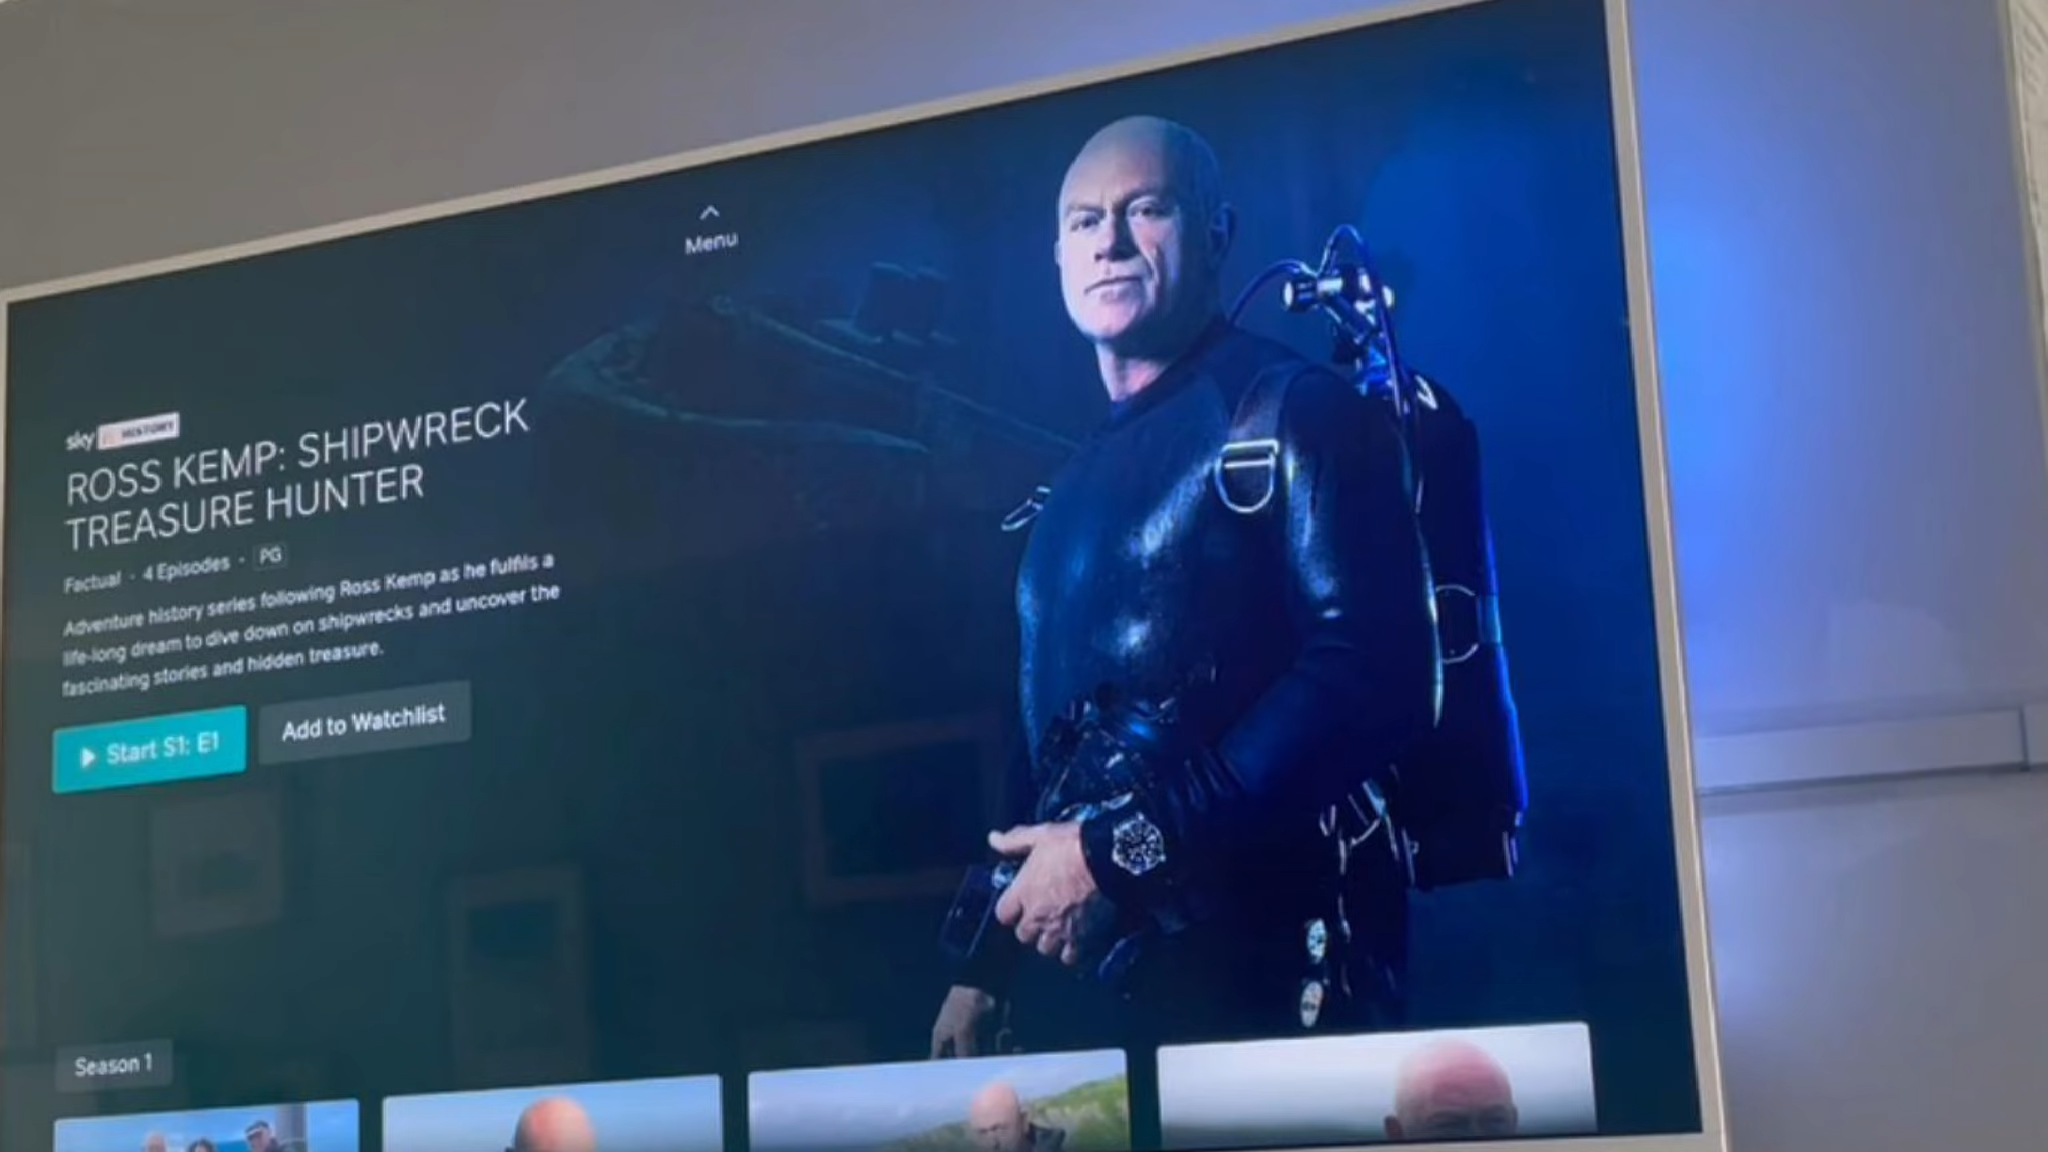 Menu
sky HISTORY
ROSS KEMP: SHIPWRECK
TREASURE HUNTER
Factual · 4 Episodes · PG
Adventure history series following Ross Kemp as he fulfils a
life-long dream to dive down on shipwrecks and uncover the
fascinating stories and hidden treasure.
Start S1: E1
Add to Watchlist
Season 1